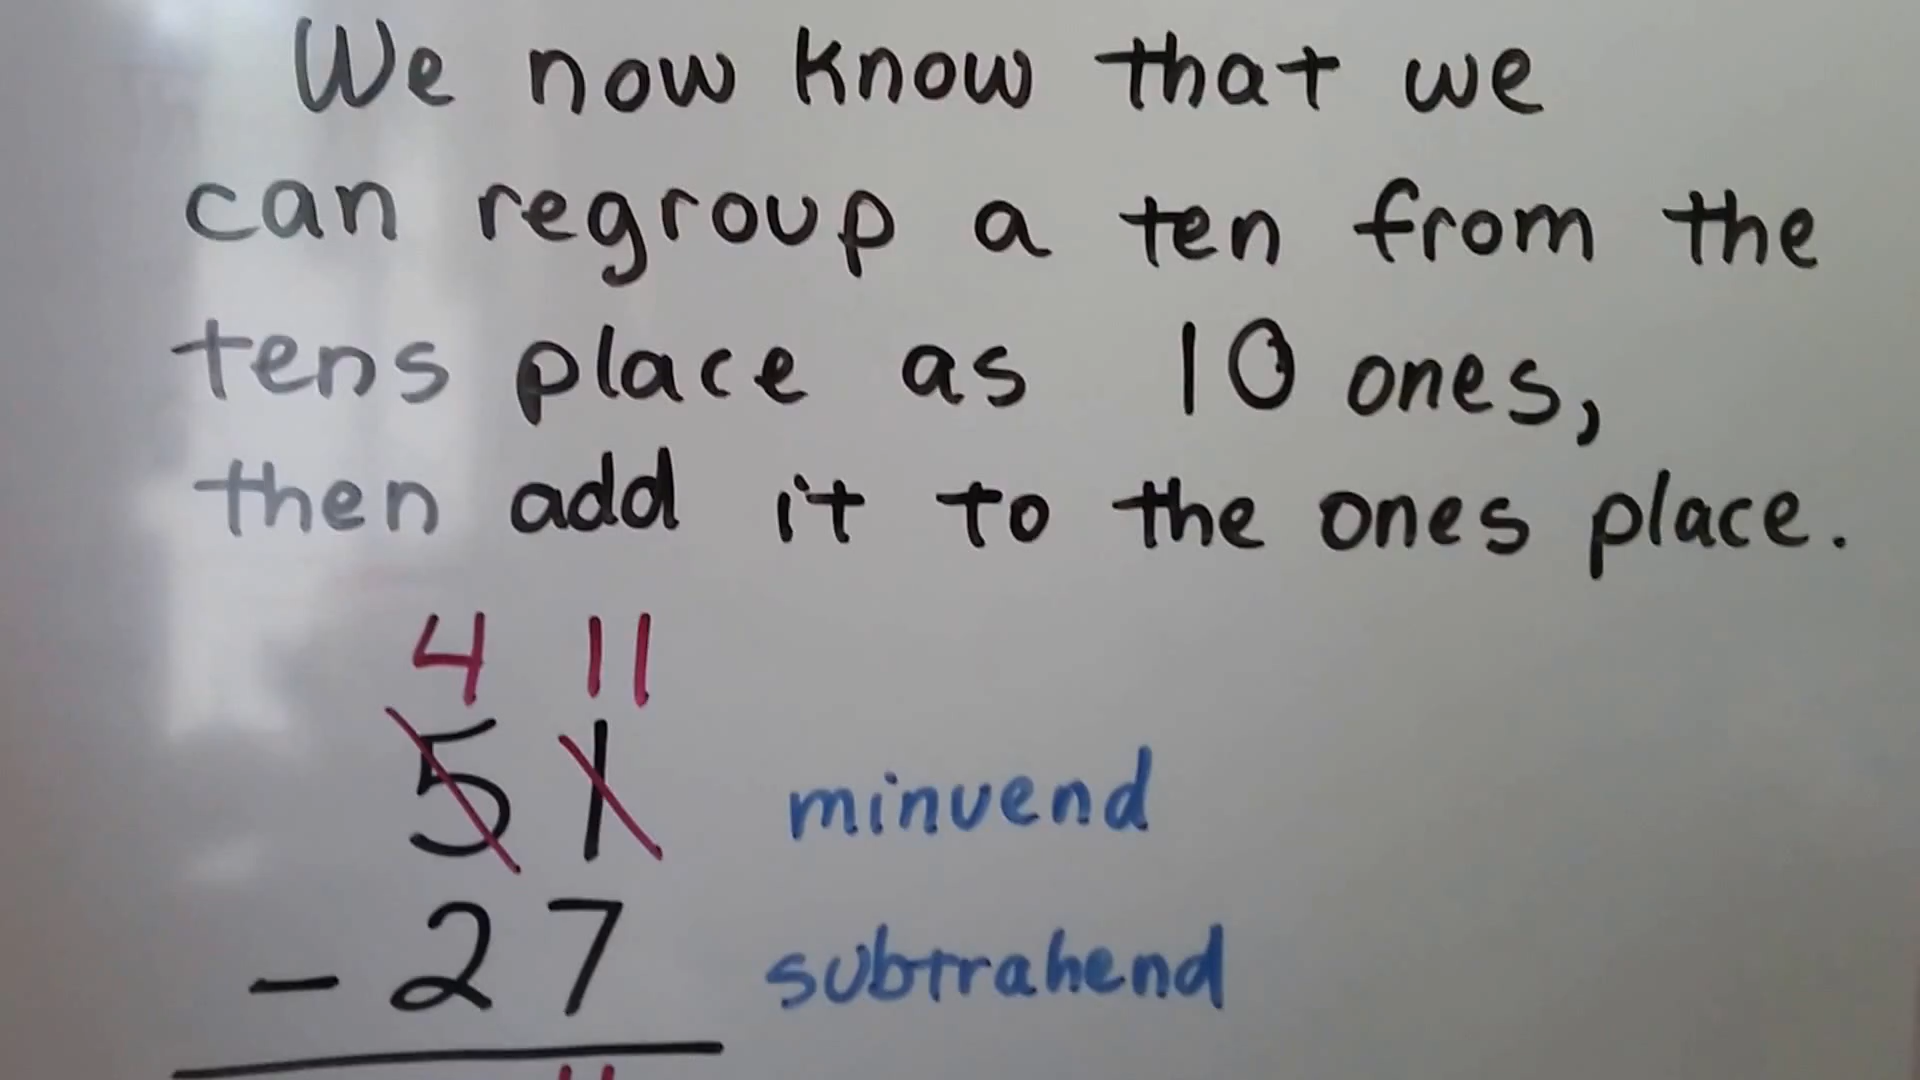 We now know that we
can regroup a ten from the
tens place as 10 ones,
then add it to the ones place.
4 11
51 minuend
- 27 subtrahend